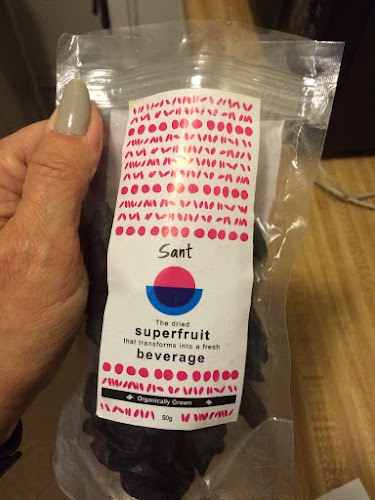 Sant
The dried
superfruit
that transforms into a fresh
beverage
Organically Grown
50g